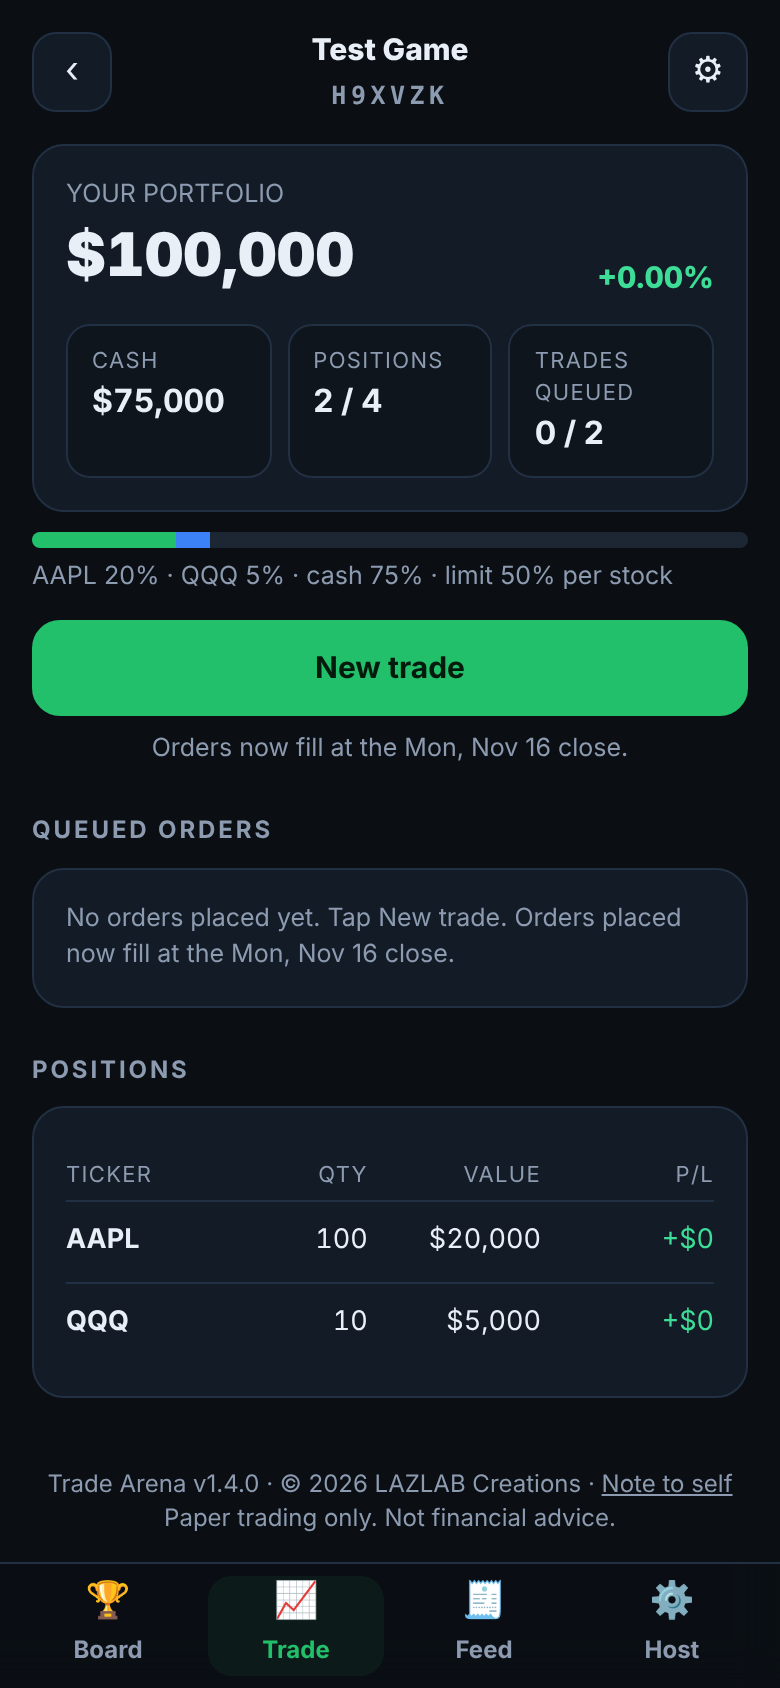 ‹
Test Game
H9XVZK
YOUR PORTFOLIO
$100,000
+0.00%
CASH
$75,000
POSITIONS
2 / 4
TRADES
QUEUED
0 / 2
AAPL 20% · QQQ 5% · cash 75% · limit 50% per stock
New trade
Orders now fill at the Mon, Nov 16 close.
QUEUED ORDERS
No orders placed yet. Tap New trade. Orders placed
now fill at the Mon, Nov 16 close.
POSITIONS
TICKER QTY VALUE P/L
AAPL 100 $20,000 +$0
QQQ 10 $5,000 +$0
Trade Arena v1.4.0 · © 2026 LAZLAB Creations · Note to self
Paper trading only. Not financial advice.
Board Trade Feed Host